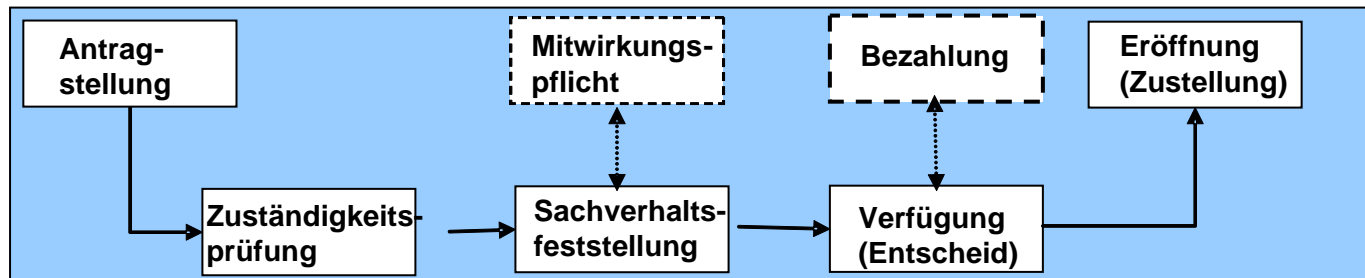 Antrag-
stellung
Mitwirkungs-
pflicht
Bezahlung
Eröffnung
(Zustellung)
Zuständigkeits-
prüfung
Sachverhalts-
feststellung
Verfügung
(Entscheid)